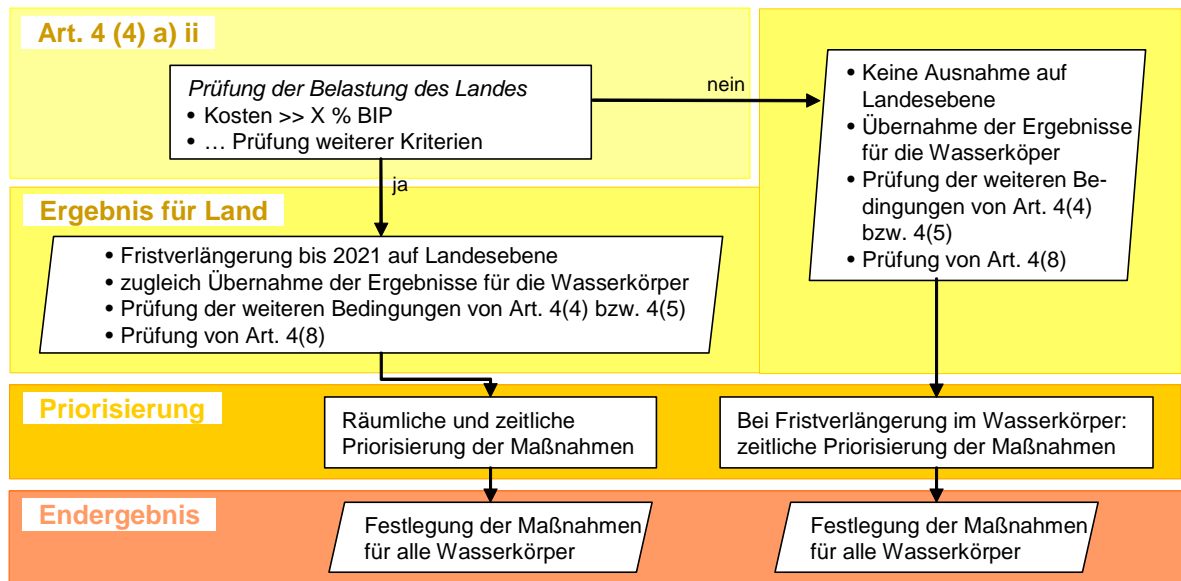 Art. 4 (4) a) ii
Prüfung der Belastung des Landes
• Kosten >> X % BIP
• … Prüfung weiterer Kriterien
nein
• Keine Ausnahme auf
Landesebene
• Übernahme der Ergebnisse
für die Wasserköper
• Prüfung der weiteren Be-
dingungen von Art. 4(4)
bzw. 4(5)
• Prüfung von Art. 4(8)
ja
Ergebnis für Land
• Fristverlängerung bis 2021 auf Landesebene
• zugleich Übernahme der Ergebnisse für die Wasserkörper
• Prüfung der weiteren Bedingungen von Art. 4(4) bzw. 4(5)
• Prüfung von Art. 4(8)
Priorisierung
Räumliche und zeitliche
Priorisierung der Maßnahmen
Bei Fristverlängerung im Wasserkörper:
zeitliche Priorisierung der Maßnahmen
Endergebnis
Festlegung der Maßnahmen
für alle Wasserkörper
Festlegung der Maßnahmen
für alle Wasserkörper